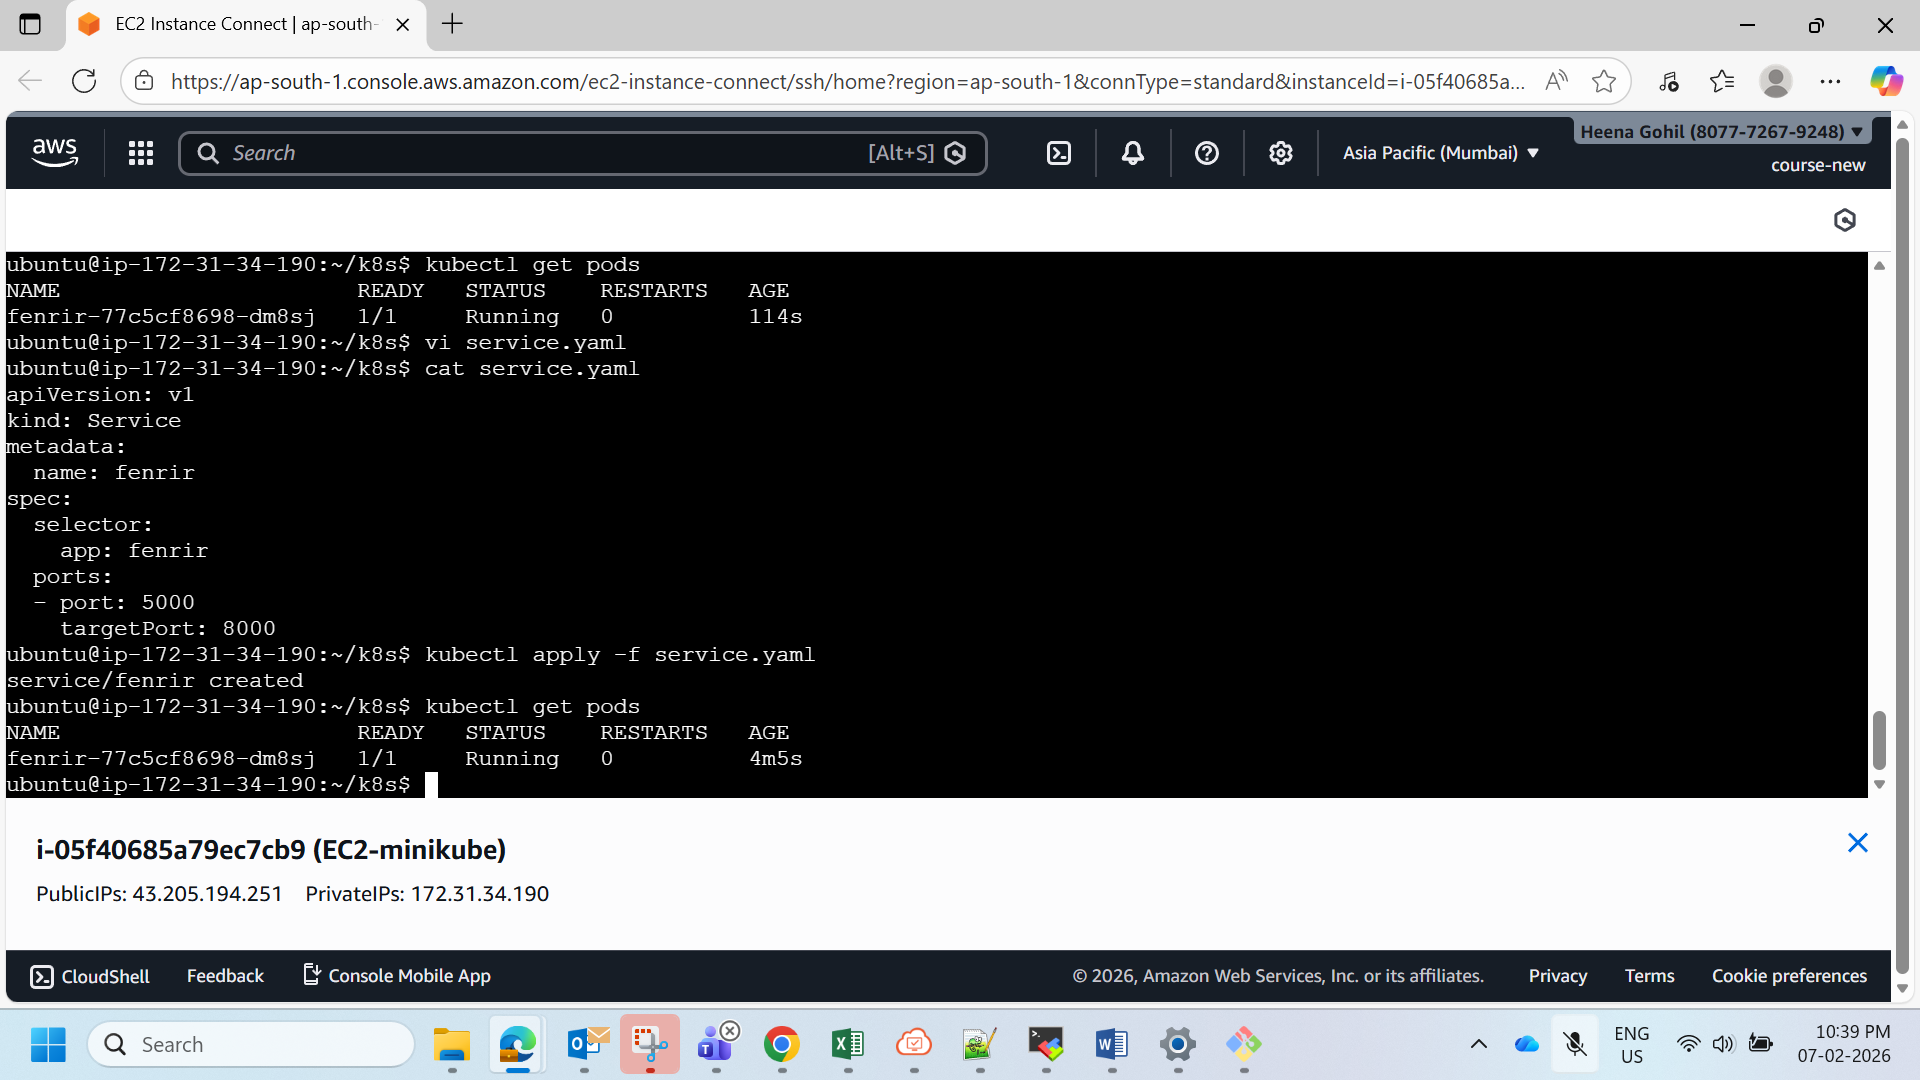 EC2 Instance Connect | ap-south-
https://ap-south-1.console.aws.amazon.com/ec2-instance-connect/ssh/home?region=ap-south-1&connType=standard&instanceId=i-05f40685a...
aws
Search
[Alt+S]
Asia Pacific (Mumbai)
Heena Gohil (8077-7267-9248)
course-new
ubuntu@ip-172-31-34-190:~/k8s$ kubectl get pods
NAME READY STATUS RESTARTS AGE
fenrir-77c5cf8698-dm8sj 1/1 Running 0 114s
ubuntu@ip-172-31-34-190:~/k8s$ vi service.yaml
ubuntu@ip-172-31-34-190:~/k8s$ cat service.yaml
apiVersion: v1
kind: Service
metadata:
  name: fenrir
spec:
  selector:
    app: fenrir
  ports:
  - port: 5000
    targetPort: 8000
ubuntu@ip-172-31-34-190:~/k8s$ kubectl apply -f service.yaml
service/fenrir created
ubuntu@ip-172-31-34-190:~/k8s$ kubectl get pods
NAME READY STATUS RESTARTS AGE
fenrir-77c5cf8698-dm8sj 1/1 Running 0 4m5s
ubuntu@ip-172-31-34-190:~/k8s$
i-05f40685a79ec7cb9 (EC2-minikube)
PublicIPs: 43.205.194.251 PrivateIPs: 172.31.34.190
CloudShell Feedback Console Mobile App © 2026, Amazon Web Services, Inc. or its affiliates. Privacy Terms Cookie preferences
Search
ENG
US
10:39 PM
07-02-2026